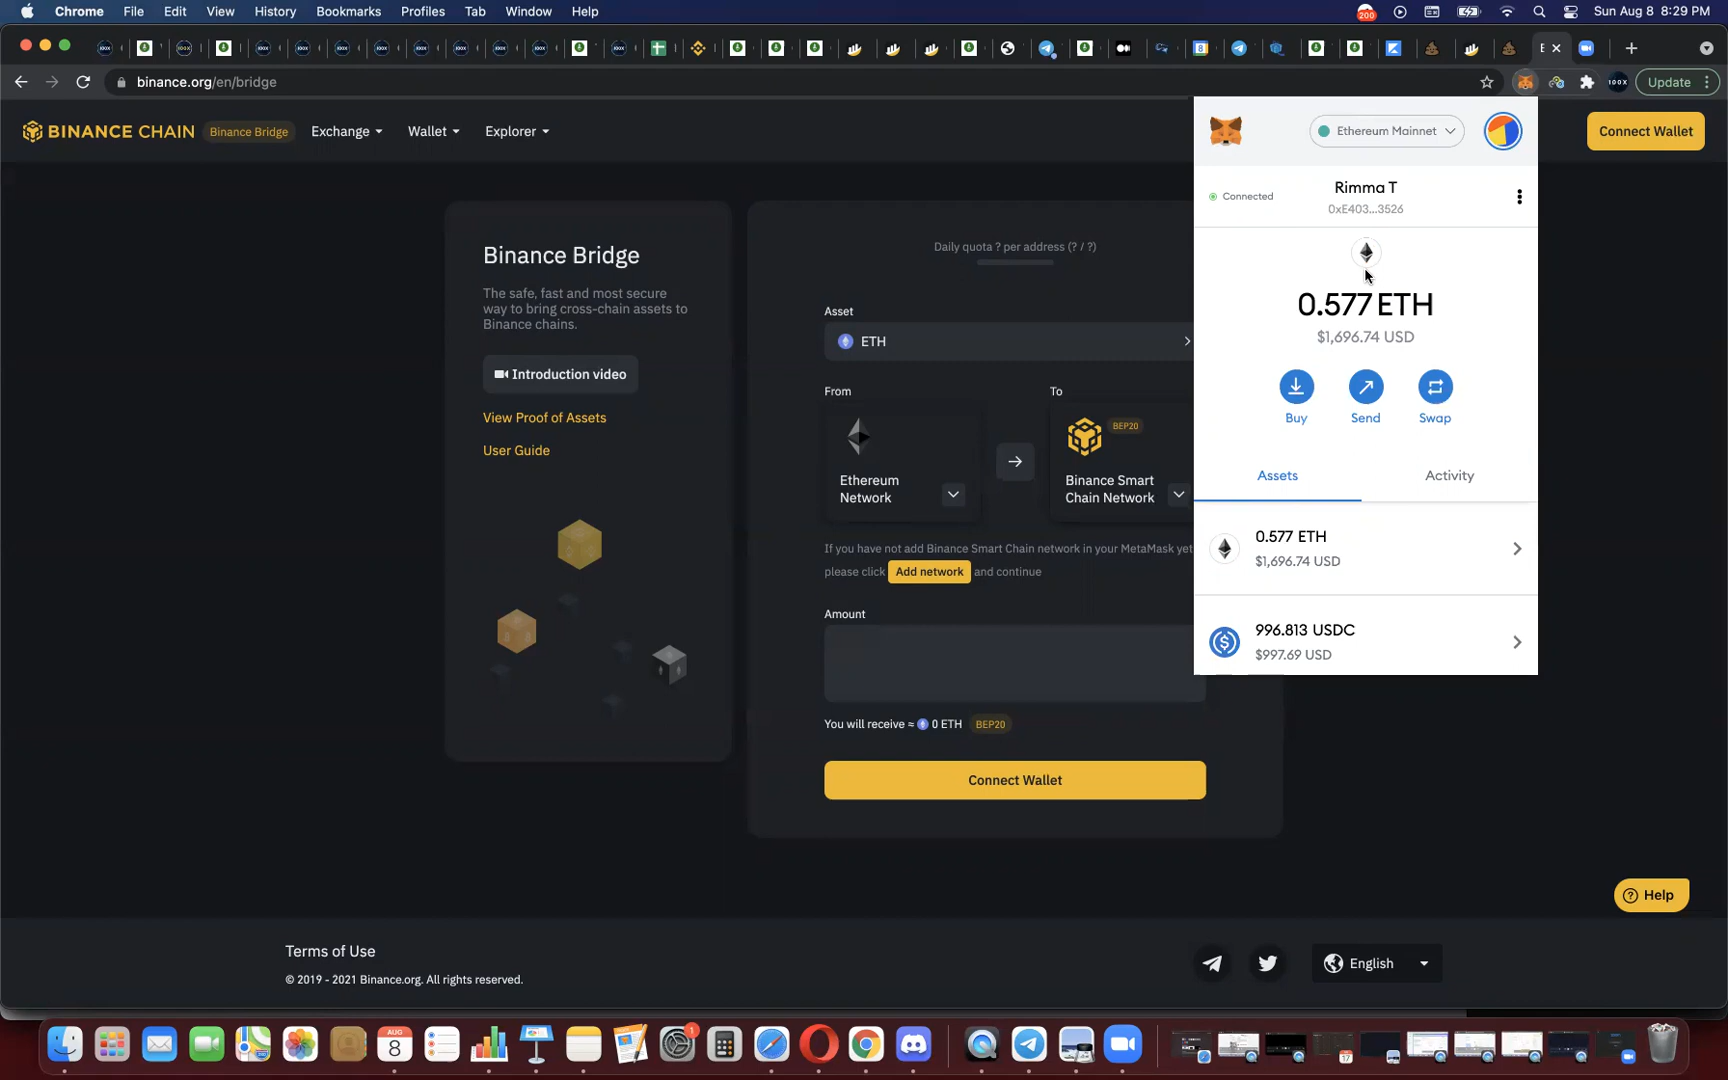 Chrome File Edit View History Bookmarks Profiles Tab Window Help
200
Sun Aug 8 8:29 PM
binance.org/en/bridge
100X
Update
BINANCE CHAIN
Binance Bridge
Exchange
Wallet
Explorer
Connect Wallet
Ethereum Mainnet
Connected
Rimma T
0xE403...3526
0.577 ETH
$1,696.74 USD
Buy
Send
Swap
Assets
Activity
0.577 ETH
$1,696.74 USD
996.813 USDC
$997.69 USD
Binance Bridge
The safe, fast and most secure
way to bring cross-chain assets to
Binance chains.
Introduction video
View Proof of Assets
User Guide
Daily quota ? per address (? / ?)
Asset
ETH
From
To
BEP20
Ethereum
Network
Binance Smart
Chain Network
If you have not add Binance Smart Chain network in your MetaMask yet
please click Add network and continue
Amount
You will receive ≈ 0 ETH BEP20
Connect Wallet
Help
Terms of Use
© 2019 - 2021 Binance.org. All rights reserved.
English
AUG
8
1
17